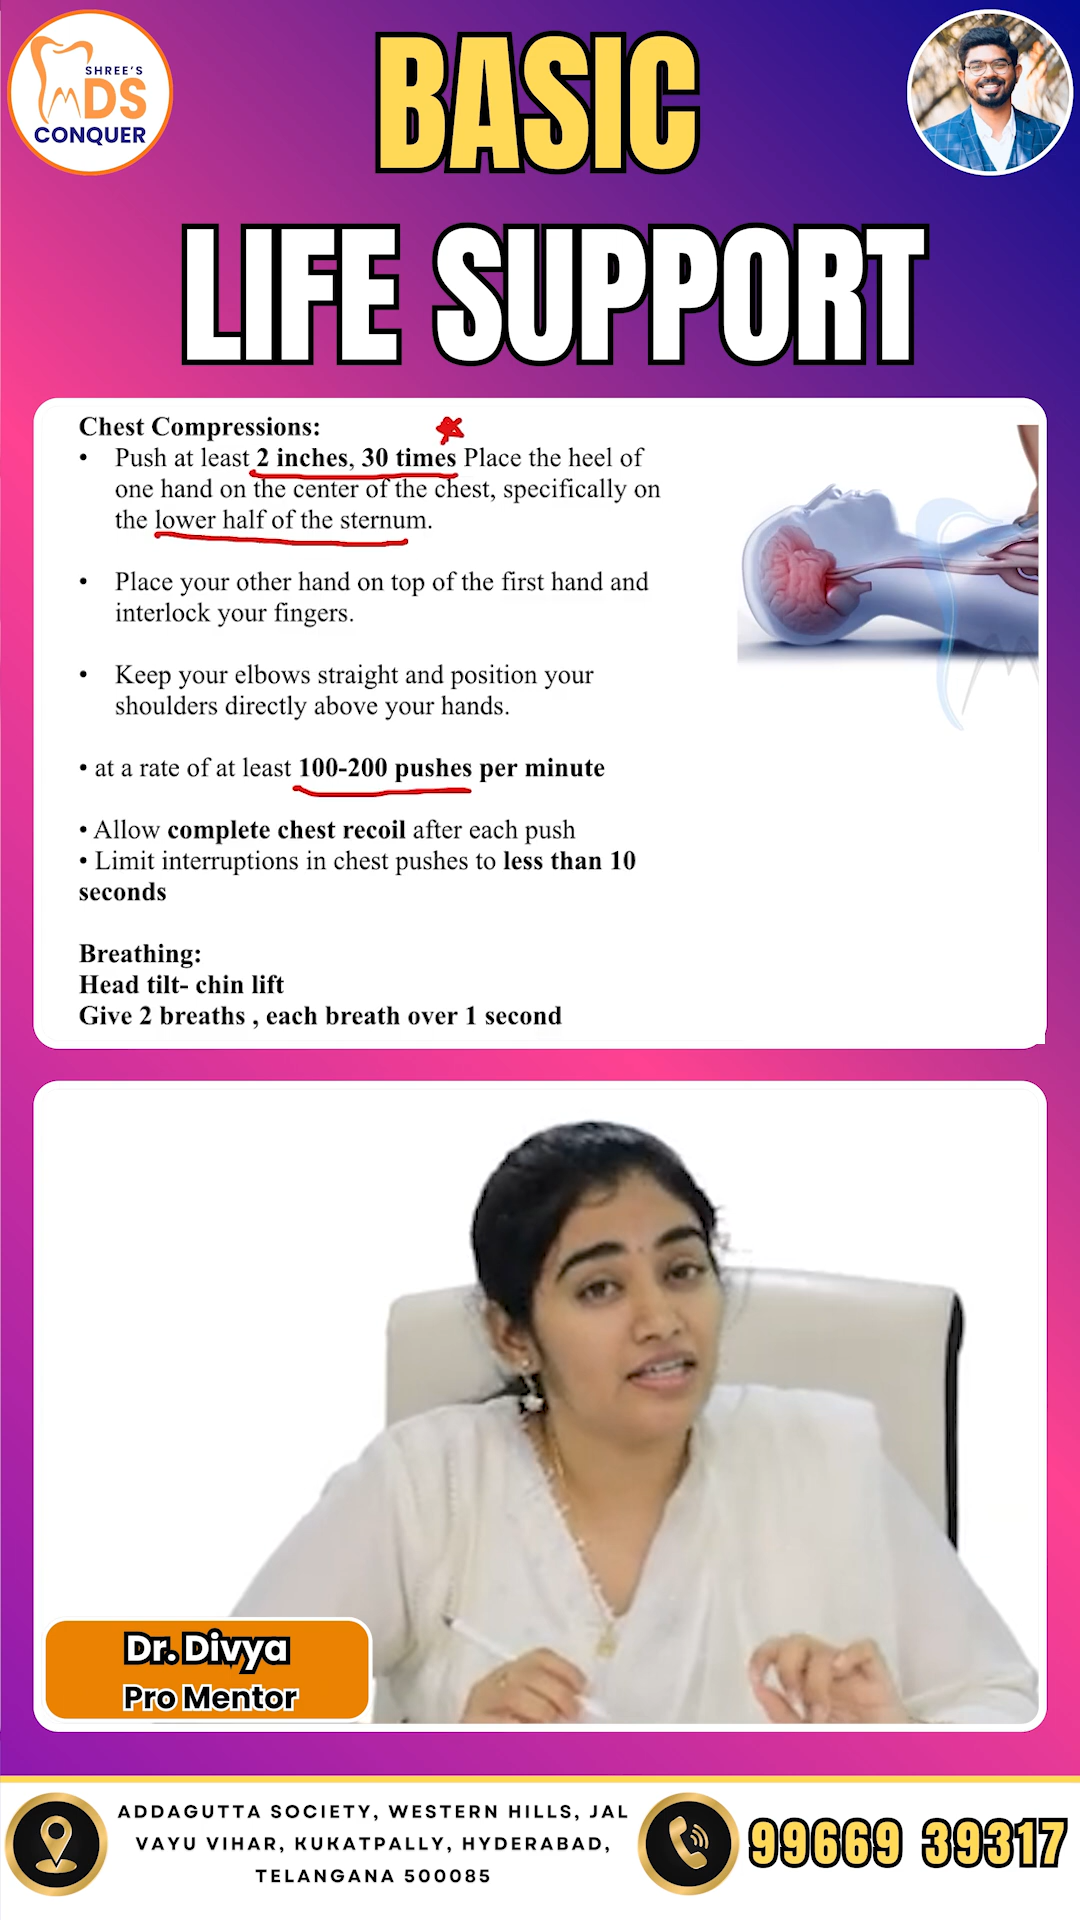 SHREE'S
MDS
CONQUER
BASIC
LIFE SUPPORT
Chest Compressions:
• Push at least 2 inches, 30 times Place the heel of
one hand on the center of the chest, specifically on
the lower half of the sternum.
• Place your other hand on top of the first hand and
interlock your fingers.
• Keep your elbows straight and position your
shoulders directly above your hands.
• at a rate of at least 100-200 pushes per minute
• Allow complete chest recoil after each push
• Limit interruptions in chest pushes to less than 10
seconds
Breathing:
Head tilt- chin lift
Give 2 breaths , each breath over 1 second
Dr. Divya
Pro Mentor
ADDAGUTTA SOCIETY, WESTERN HILLS, JAL
VAYU VIHAR, KUKATPALLY, HYDERABAD,
TELANGANA 500085
99669 39317